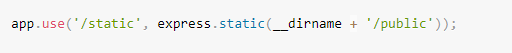 app.use('/static', express.static(__dirname + '/public'));